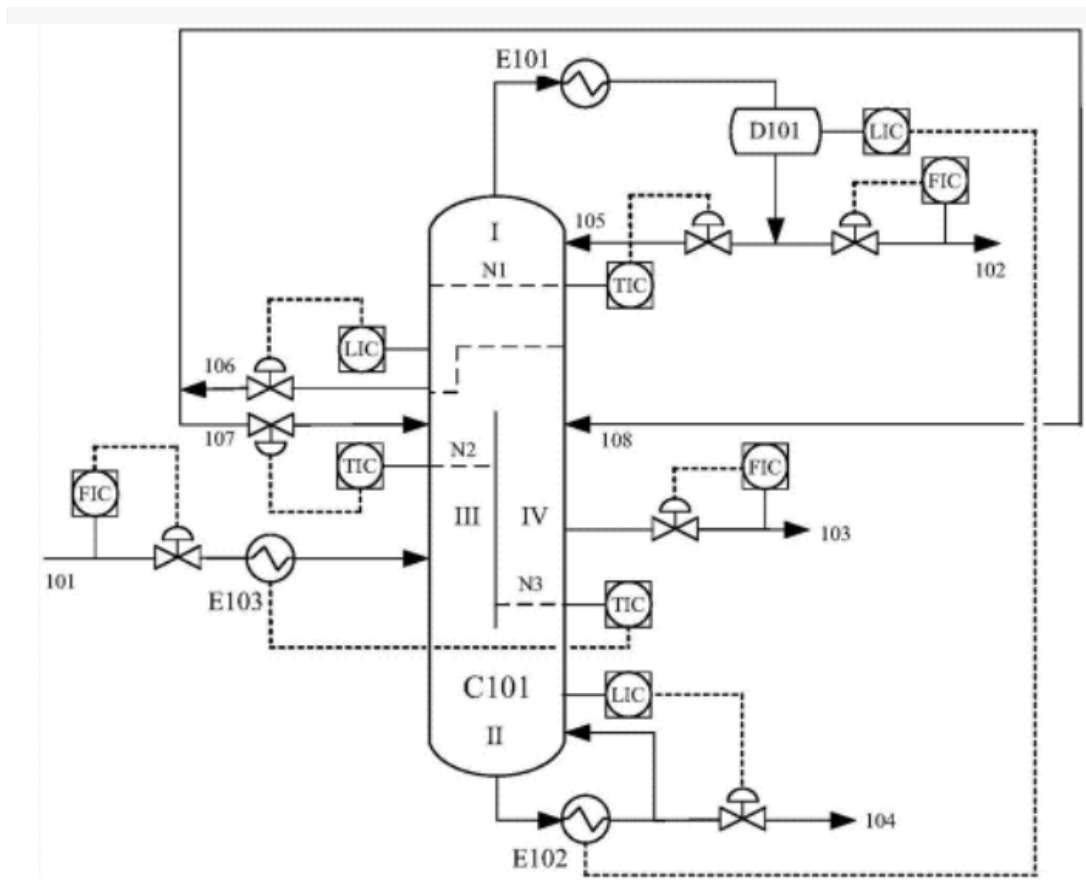 E101
D101
LIC
FIC
I
105
102
N1
TIC
LIC
106
107
108
N2
TIC
FIC
FIC
III
IV
103
101
E103
N3
TIC
C101
LIC
II
104
E102